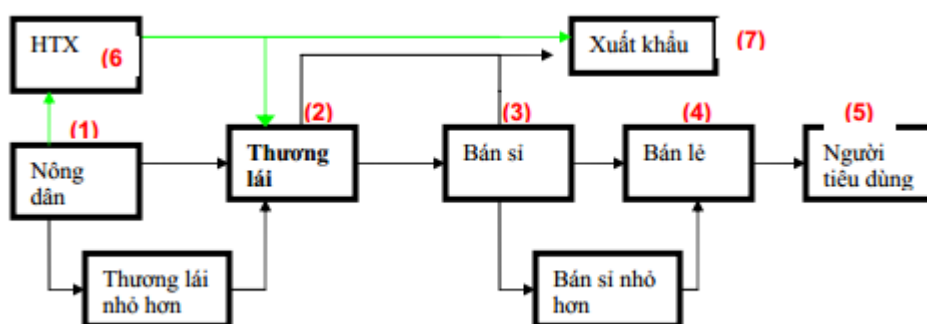 HTX
(6
Xuất khẩu
(7)
(1)
(2)
(3)
(4)
(5)
Nông
dân
Thương
lái
Bán sỉ
Bán lẻ
Người
tiêu dùng
Thương lái
nhỏ hơn
Bán sỉ nhỏ
hơn